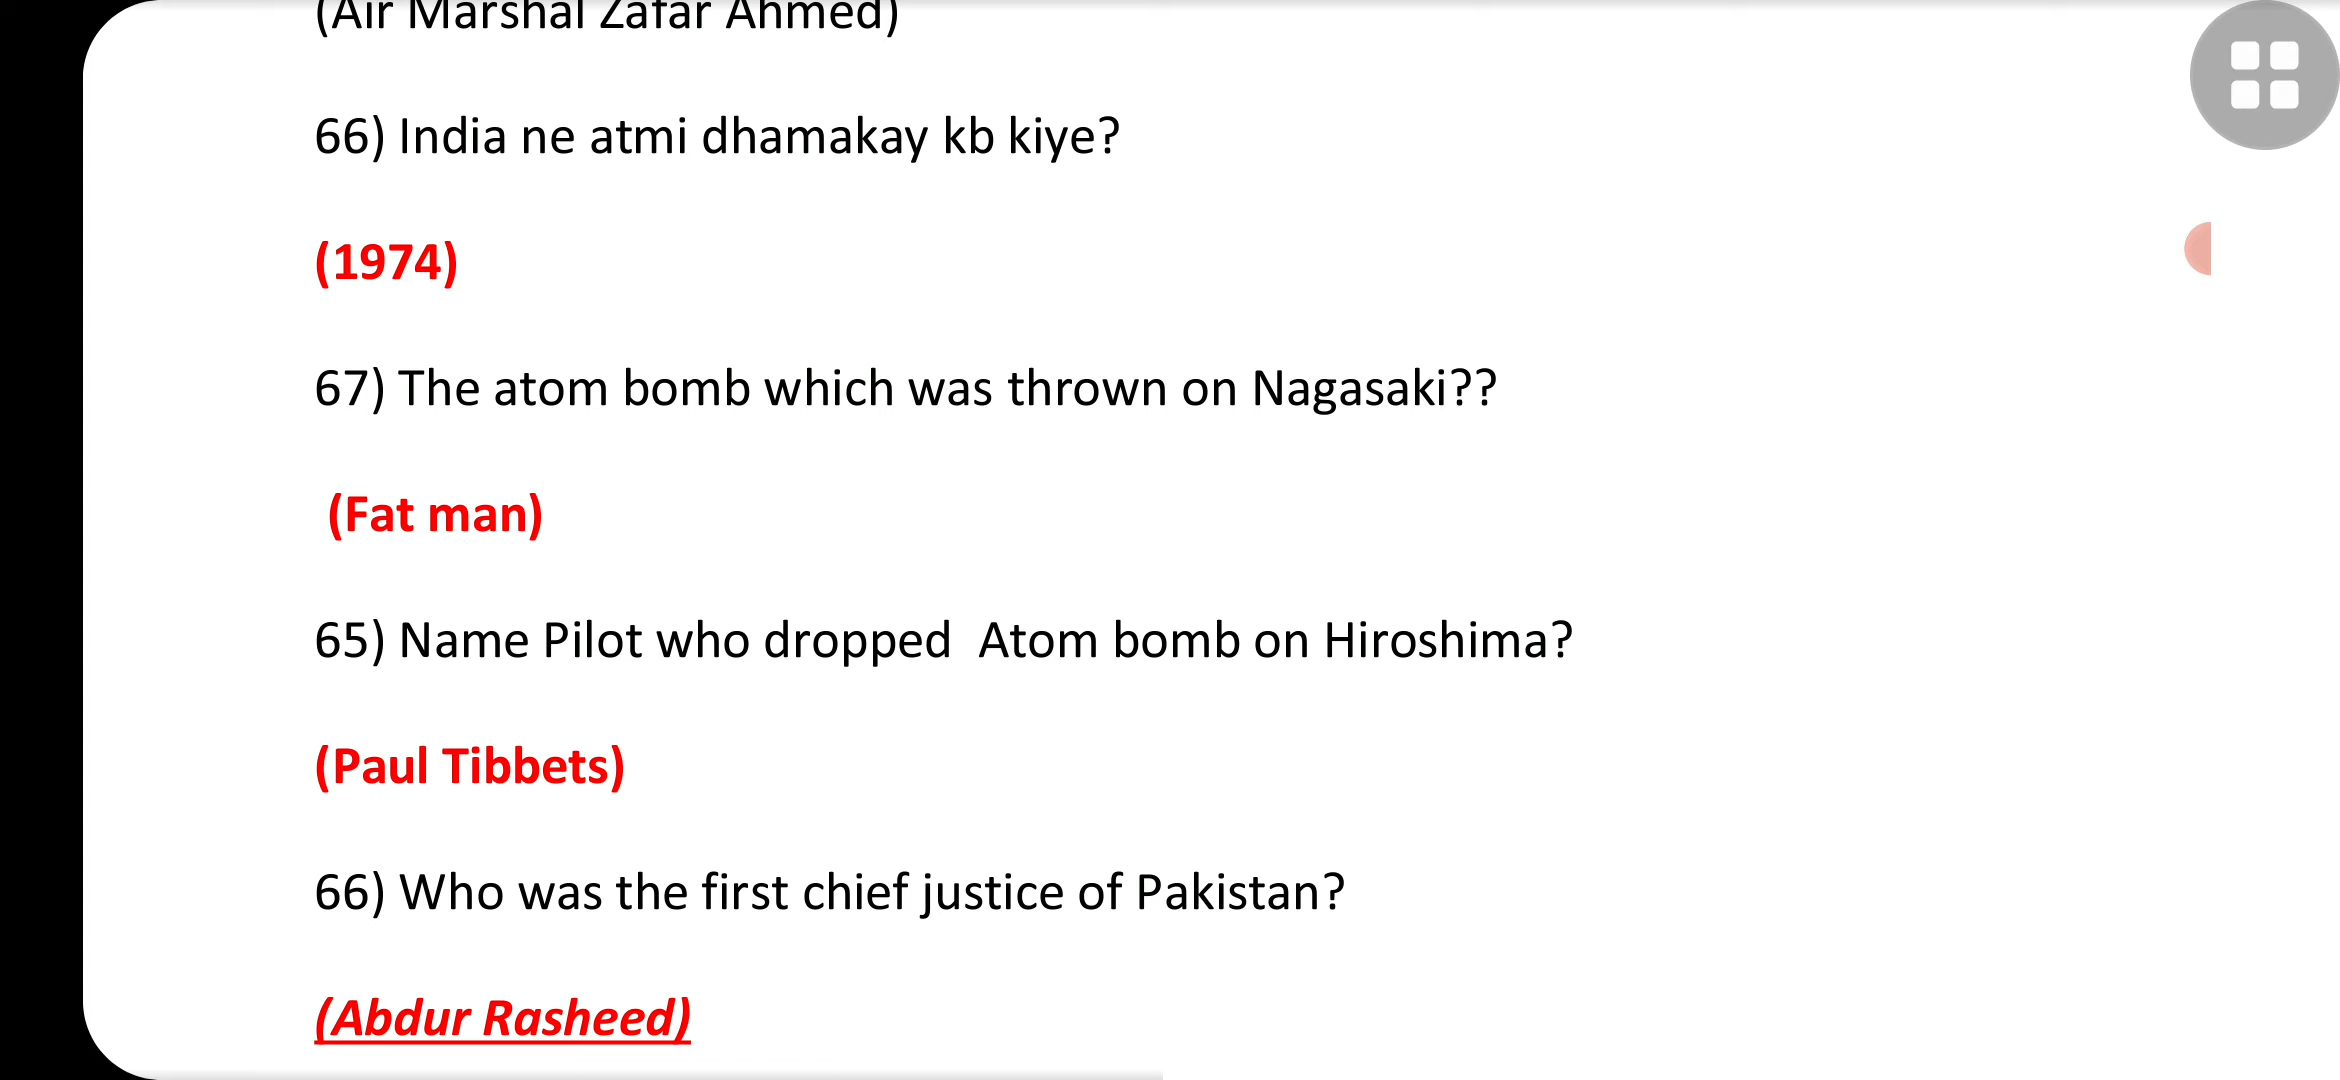 (Air Marshal Zafar Ahmed)
66) India ne atmi dhamakay kb kiye?
(1974)
67) The atom bomb which was thrown on Nagasaki??
(Fat man)
65) Name Pilot who dropped  Atom bomb on Hiroshima?
(Paul Tibbets)
66) Who was the first chief justice of Pakistan?
(Abdur Rasheed)